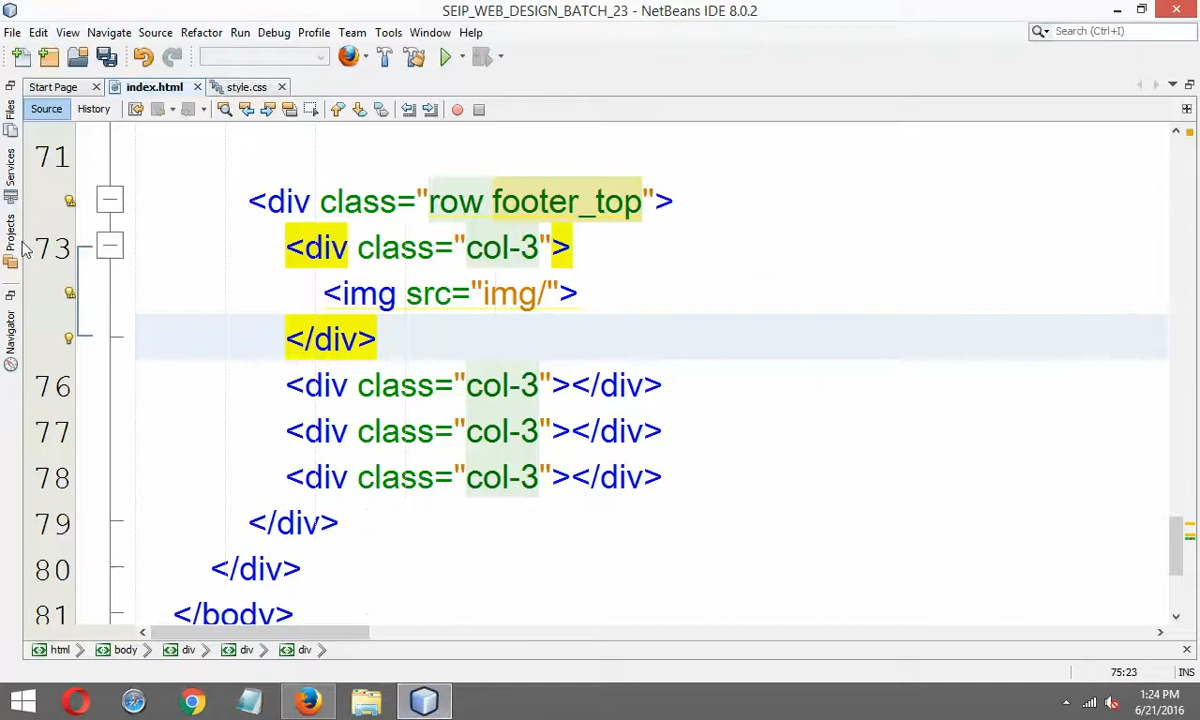 SEIP_WEB_DESIGN_BATCH_23 - NetBeans IDE 8.0.2
File Edit View Navigate Source Refactor Run Debug Profile Team Tools Window Help
Search (Ctrl+I)
Start Page index.html style.css
Source History
Files
Services
Projects
Navigator
71
<div class="row footer_top">
73 <div class="col-3">
<img src="img/">
</div>
76 <div class="col-3"></div>
77 <div class="col-3"></div>
78 <div class="col-3"></div>
79 </div>
80 </div>
81 </body>
html body div div div
75:23 INS
1:24 PM
6/21/2016